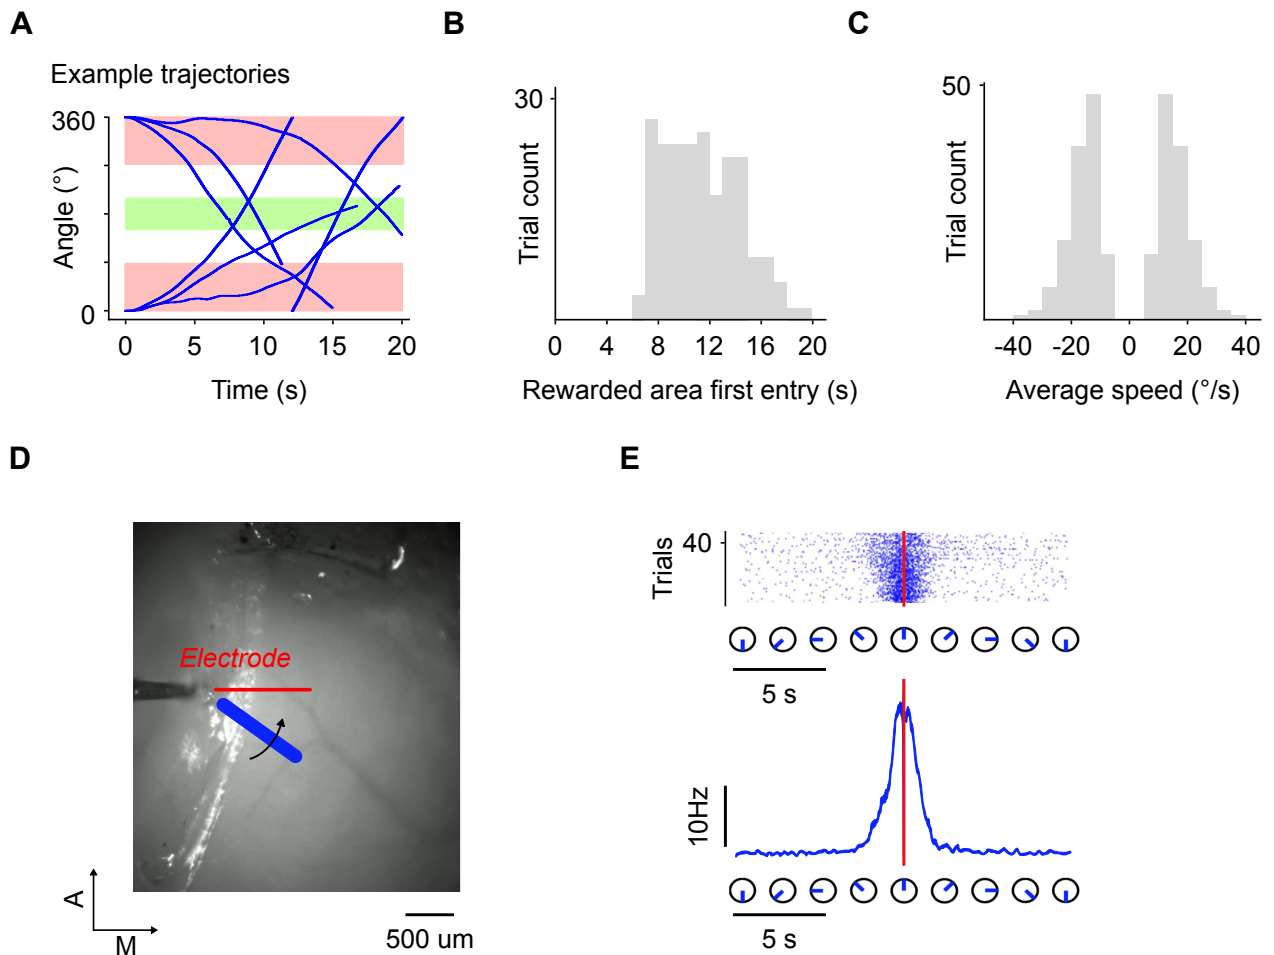 A
Example trajectories
360
0
Angle (°)
0 5 10 15 20
Time (s)
B
30
Trial count
0 4 8 12 16 20
Rewarded area first entry (s)
C
50
Trial count
-40 -20 0 20 40
Average speed (°/s)
D
Electrode
A
M
500 um
E
40
Trials
5 s
10Hz
5 s